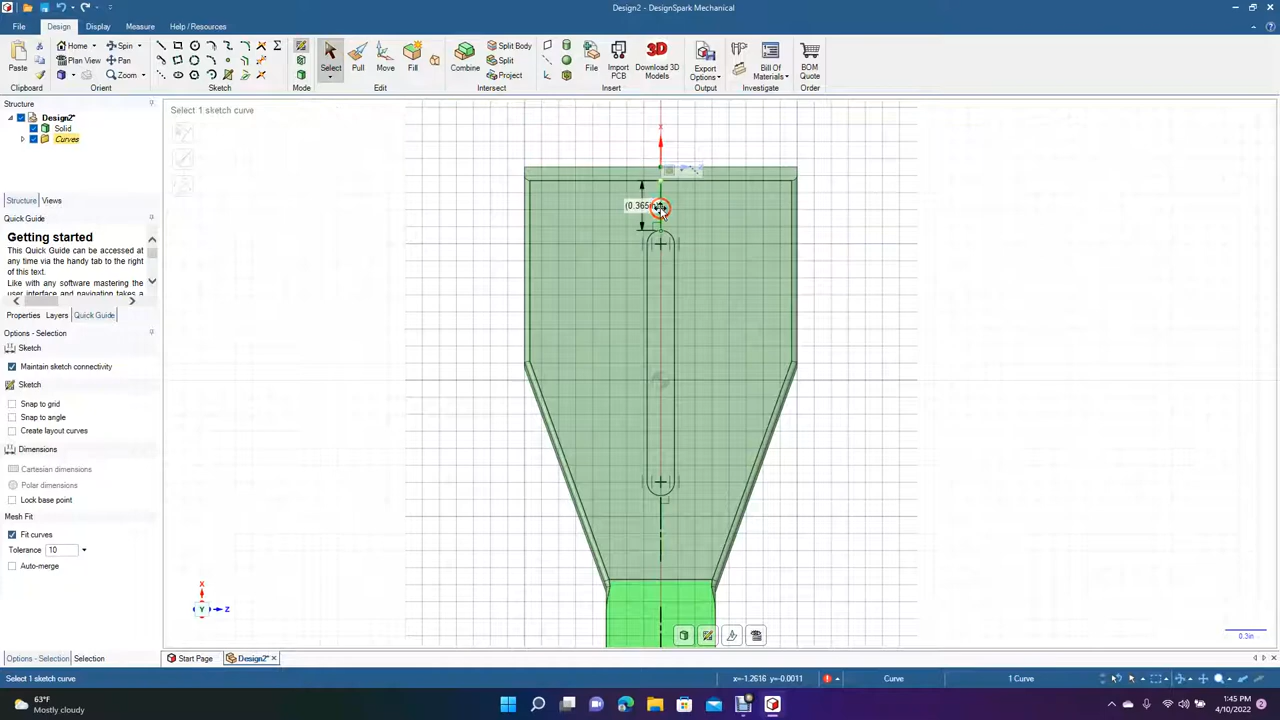 Design2 - DesignSpark Mechanical
File
Design
Display
Measure
Help / Resources
Paste
Home
Spin
Plan View
Pan
Zoom
Select
Pull
Move
Fill
Combine
Split Body
Split
Project
File
Import PCB
Download 3D Models
Export Options
Bill Of Materials
BOM Quote
Clipboard
Orient
Sketch
Mode
Edit
Intersect
Insert
Output
Investigate
Order
Structure
Design2*
Solid
Curves
Structure
Views
Quick Guide
Getting started
This Quick Guide can be accessed at
any time via the handy tab to the right
of this text.
Like with any software mastering the
Properties
Layers
Quick Guide
Options - Selection
Sketch
Maintain sketch connectivity
Sketch
Snap to grid
Snap to angle
Create layout curves
Dimensions
Cartesian dimensions
Polar dimensions
Lock base point
Mesh Fit
Fit curves
Tolerance 10
Auto-merge
Options - Selection
Selection
Select 1 sketch curve
X
X
Y
Z
0.3in
Start Page
Design2*
Select 1 sketch curve
x=-1.2616 y=-0.0011
Curve
1 Curve
63°F
Mostly cloudy
1:45 PM
4/10/2022